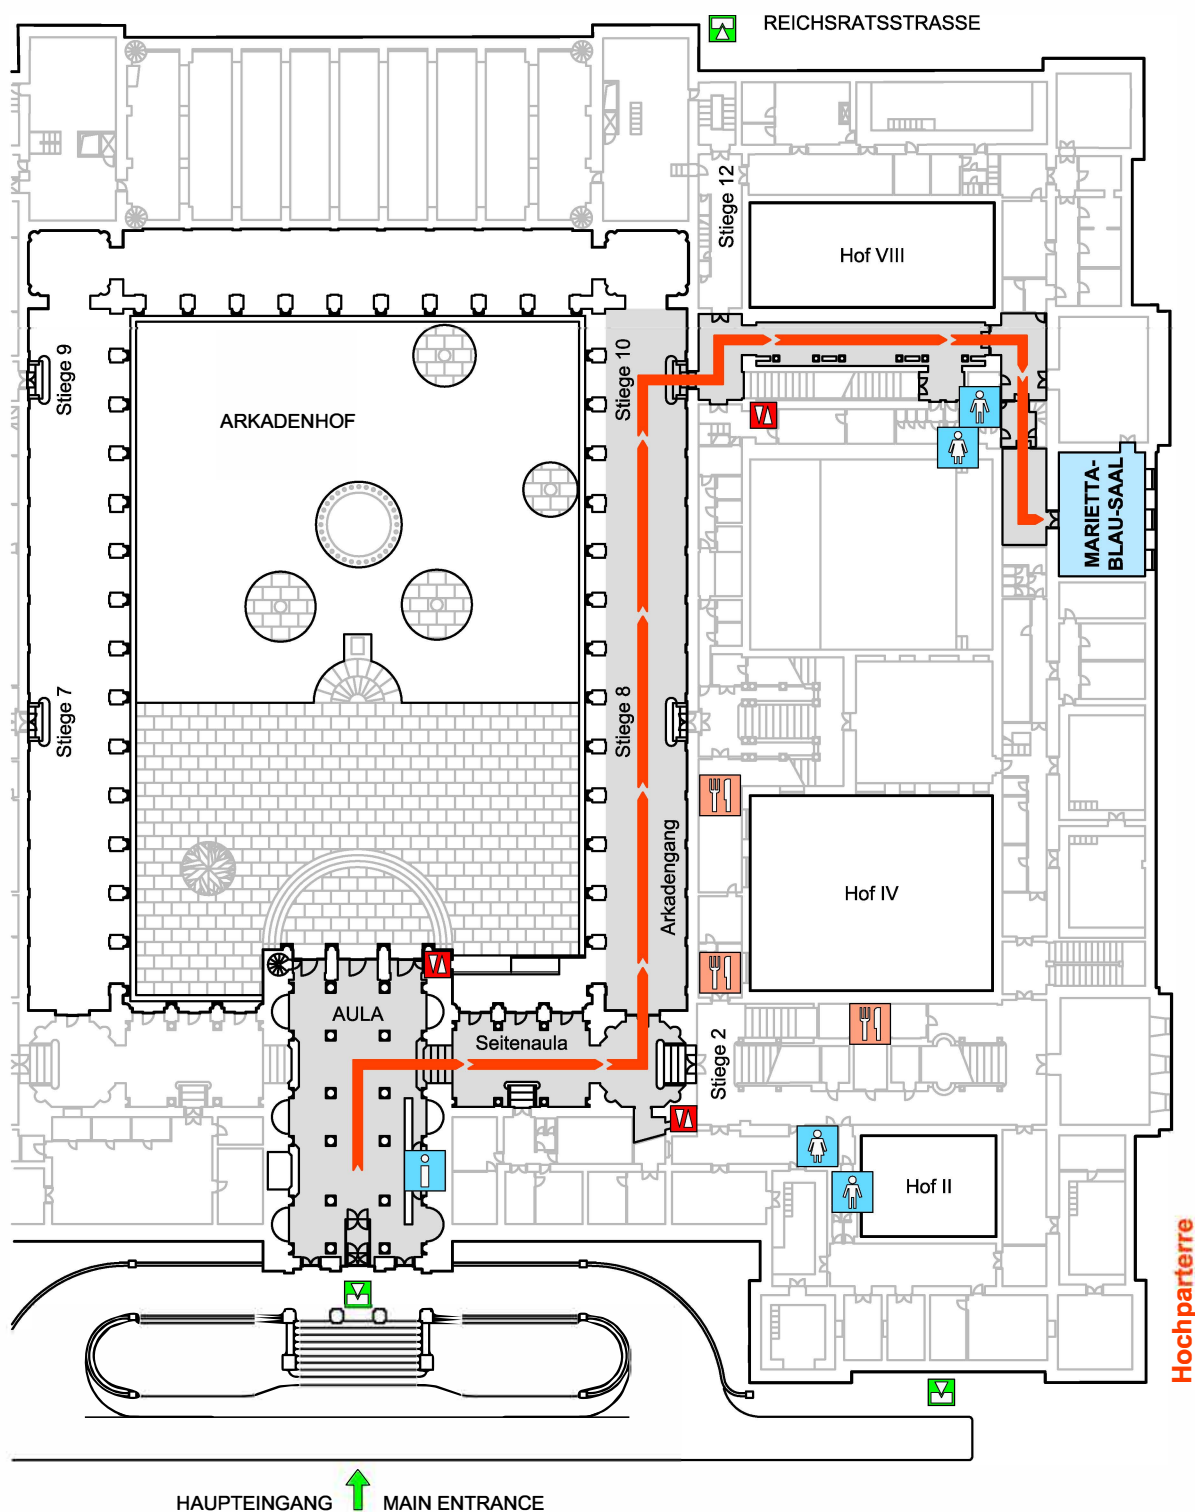 REICHSRATSSTRASSE
Stiege 12
Hof VIII
Stiege 9
Stiege 10
ARKADENHOF
MARIETTA-
BLAU-SAAL
Stiege 7
Stiege 8
Arkadengang
Hof IV
AULA
Seitenaula
Stiege 2
i
Hof II
Hochparterre
HAUPTEINGANG
MAIN ENTRANCE